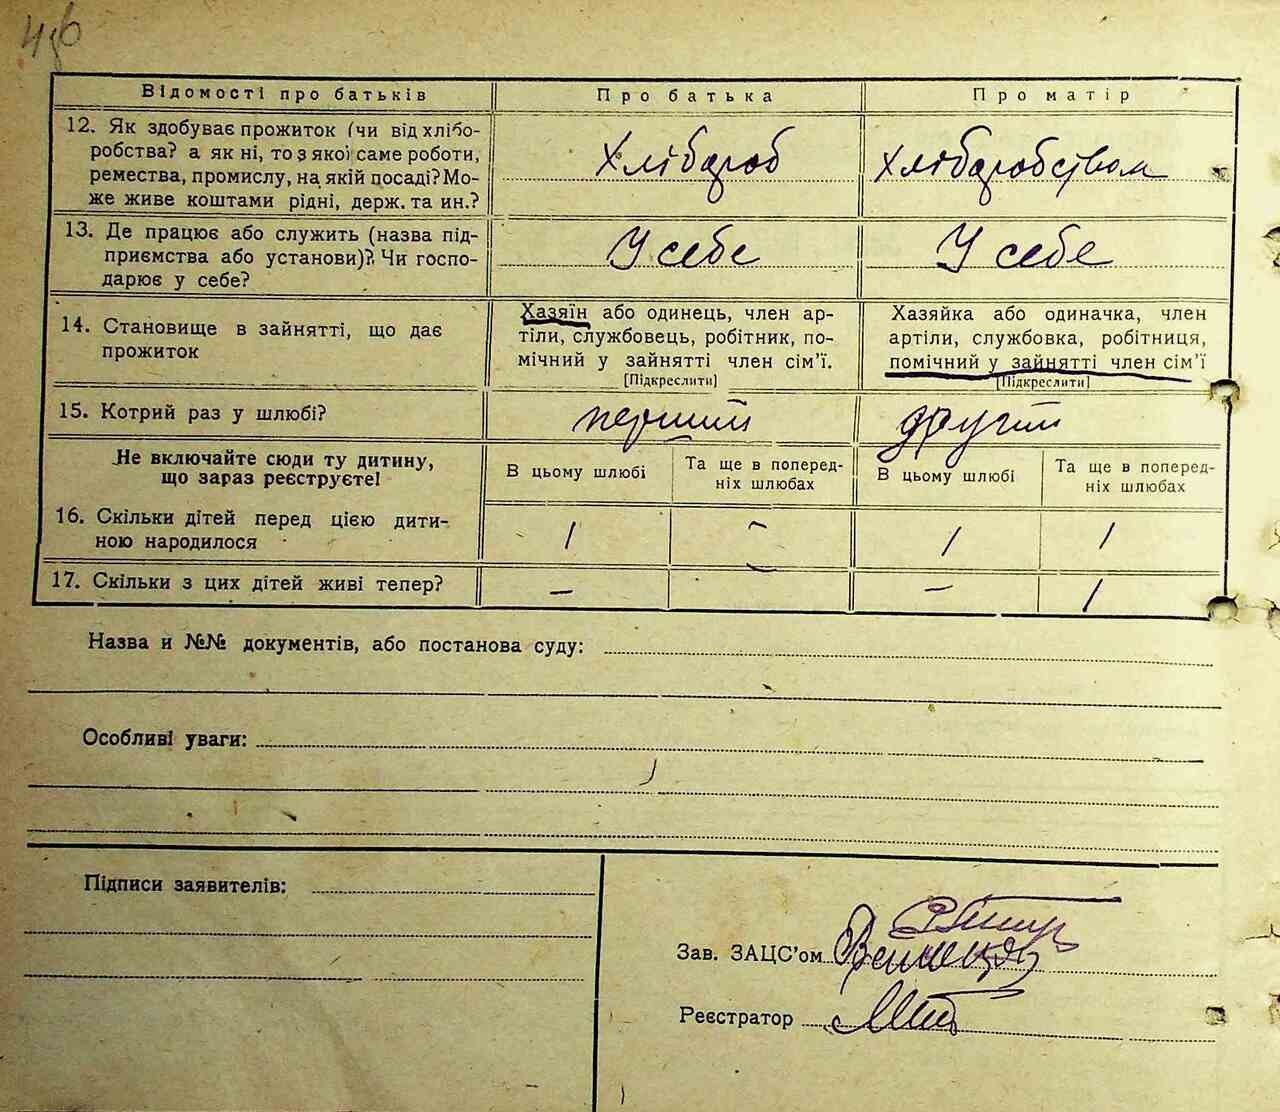 Відомості про батьків
Про батька
Про матір
12. Як здобуває прожиток (чи від хлібо-
робства? а як ні, то з якої саме роботи,
ремества, промислу, на якій посаді? Мо-
же живе коштами рідні, держ. та ин.?
Хлібороб
Хліборобством
13. Де працює або служить (назва під-
приємства або установи)? Чи госпо-
дарює у себе?
У себе
У себе
14. Становище в зайнятті, що дає
прожиток
Хазяїн або одинець, член ар-
тіли, службовець, робітник, по-
мічний у зайнятті член сім'ї.
[Підкреслити]
Хазяйка або одиначка, член
артіли, службовка, робітниця,
помічний у зайнятті член сім'ї
[Підкреслити]
15. Котрий раз у шлюбі?
перший
другий
Не включайте сюди ту дитину,
що зараз реєструєте!
В цьому шлюбі
Та ще в поперед-
ніх шлюбах
В цьому шлюбі
Та ще в поперед-
ніх шлюбах
16. Скільки дітей перед цією дити-
ною народилося
1 - 1 1
17. Скільки з цих дітей живі тепер?
- - 1
Назва и №№ документів, або постанова суду:
Особливі уваги:
Підписи заявителів:
Зав. ЗАЦС'ом
Реєстратор